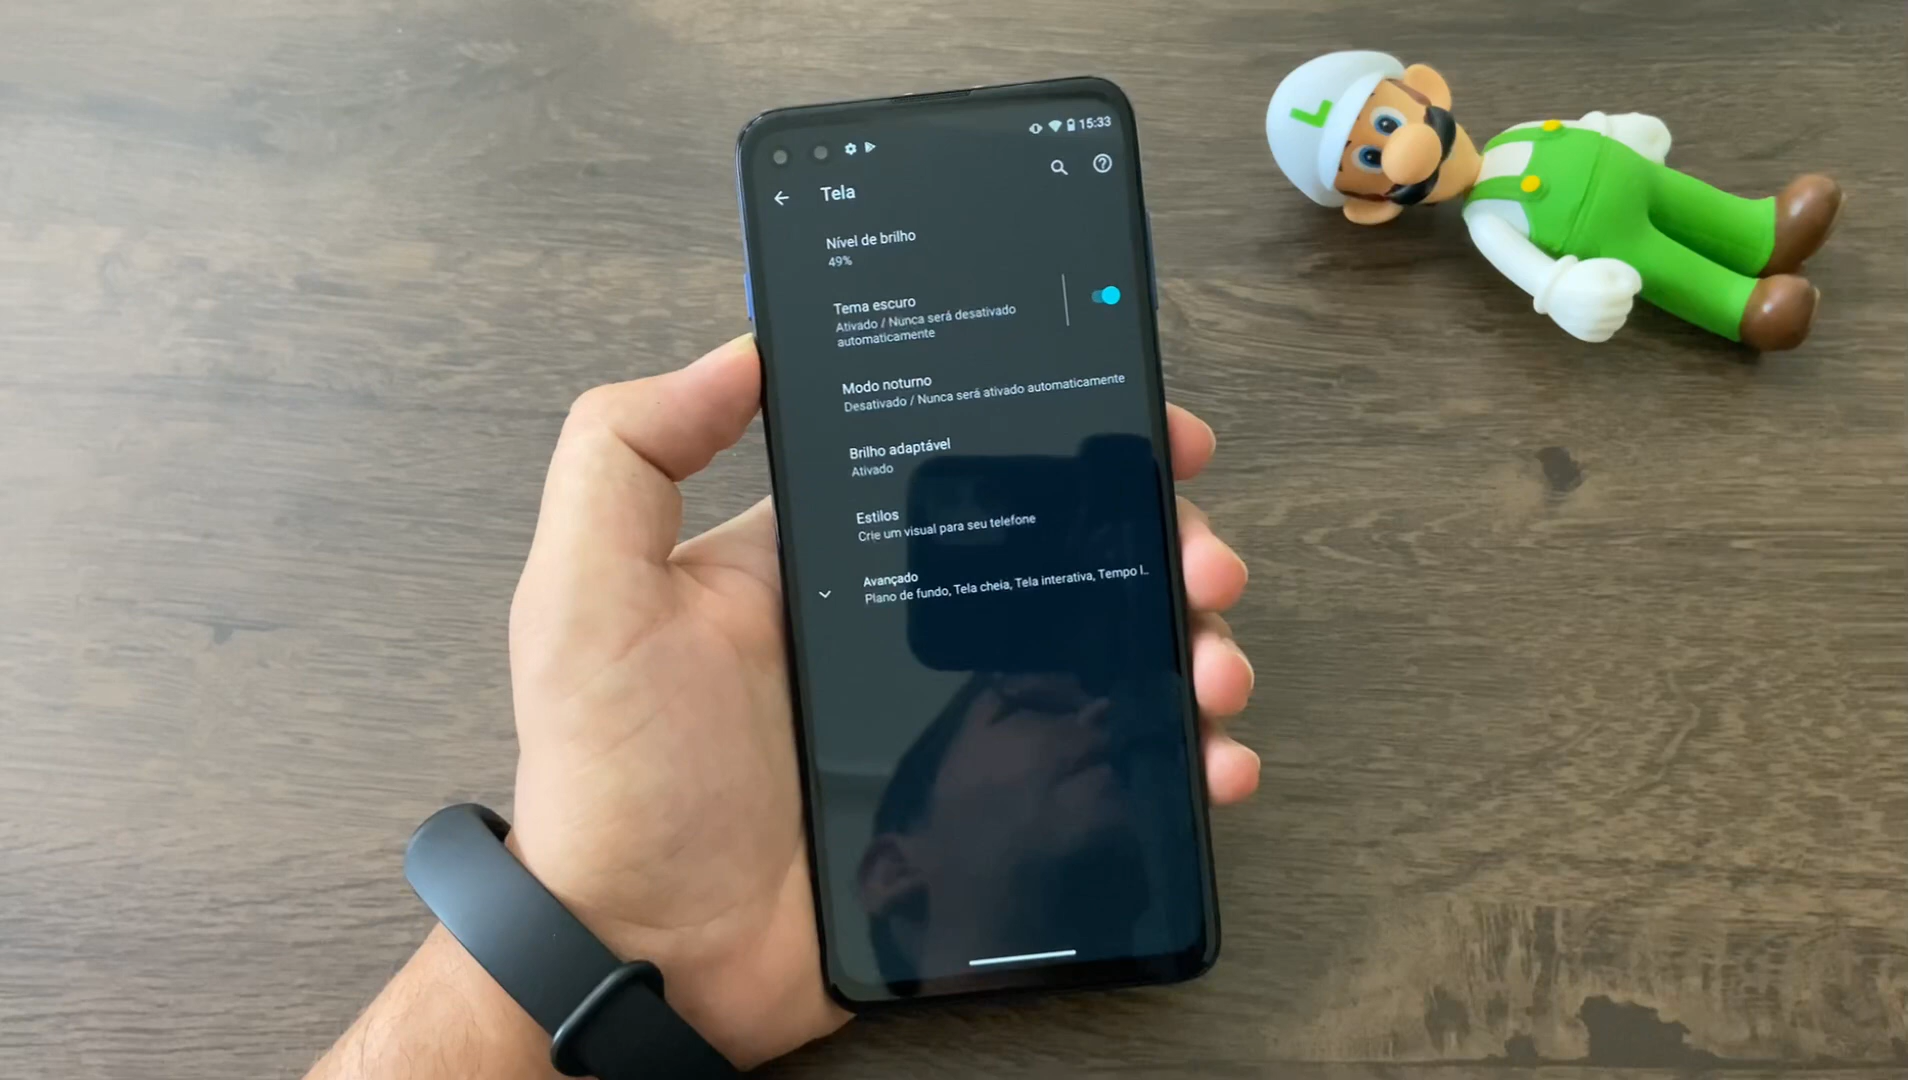 15:33
Tela
Nível de brilho
49%
Tema escuro
Ativado / Nunca será desativado
automaticamente
Modo noturno
Desativado / Nunca será ativado automaticamente
Brilho adaptável
Ativado
Estilos
Crie um visual para seu telefone
Avançado
Plano de fundo, Tela cheia, Tela interativa, Tempo l...
L